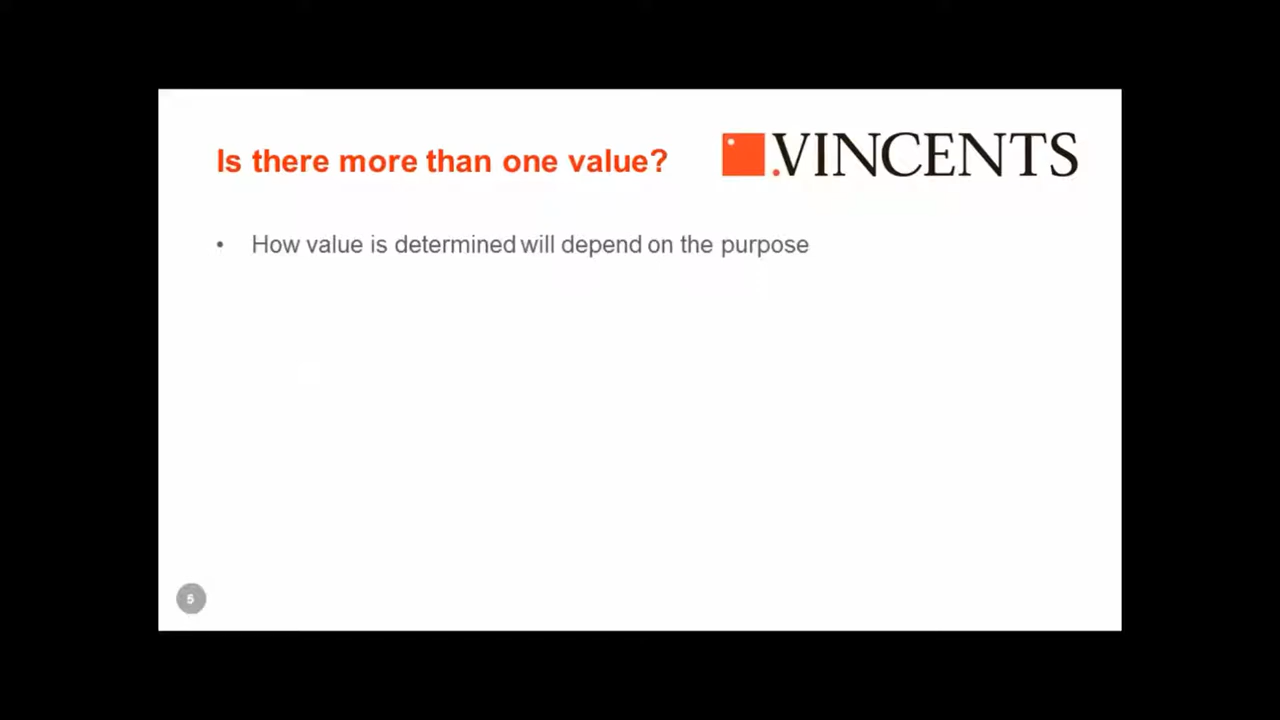 Is there more than one value?
.VINCENTS
• How value is determined will depend on the purpose
5